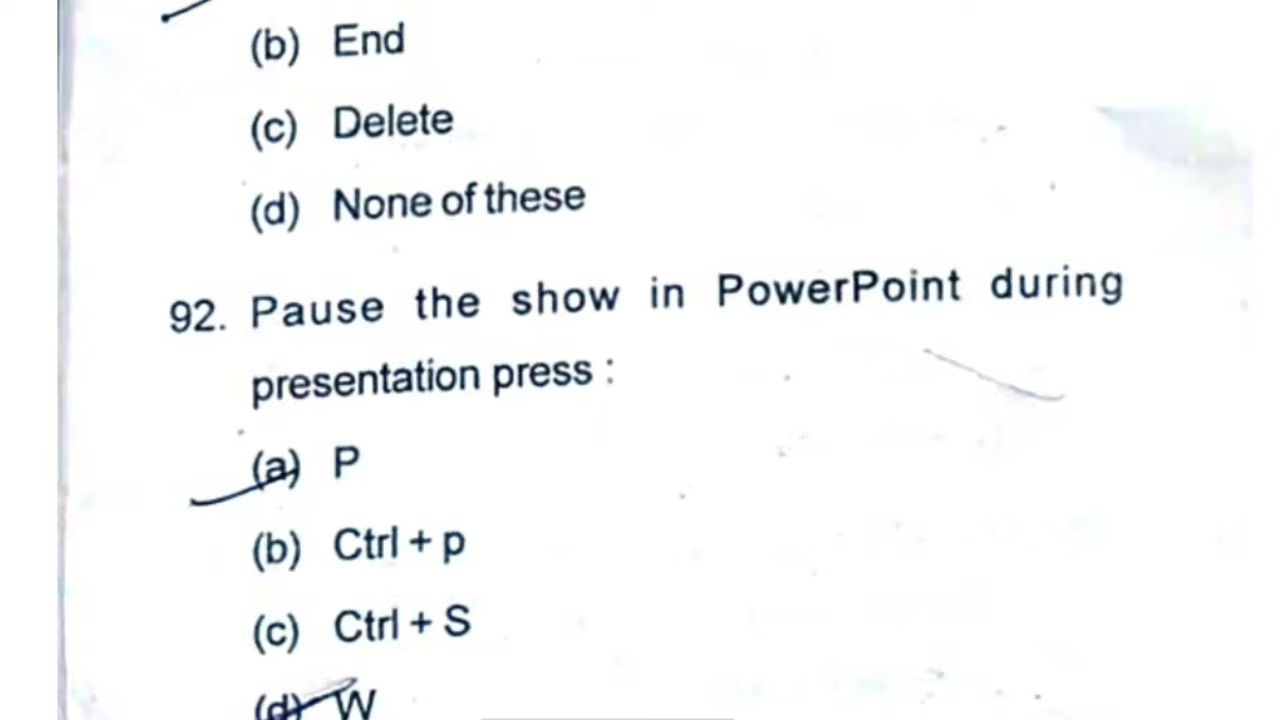 (b) End
(c) Delete
(d) None of these
92. Pause the show in PowerPoint during
presentation press :
(a) P
(b) Ctrl + p
(c) Ctrl + S
(d) W